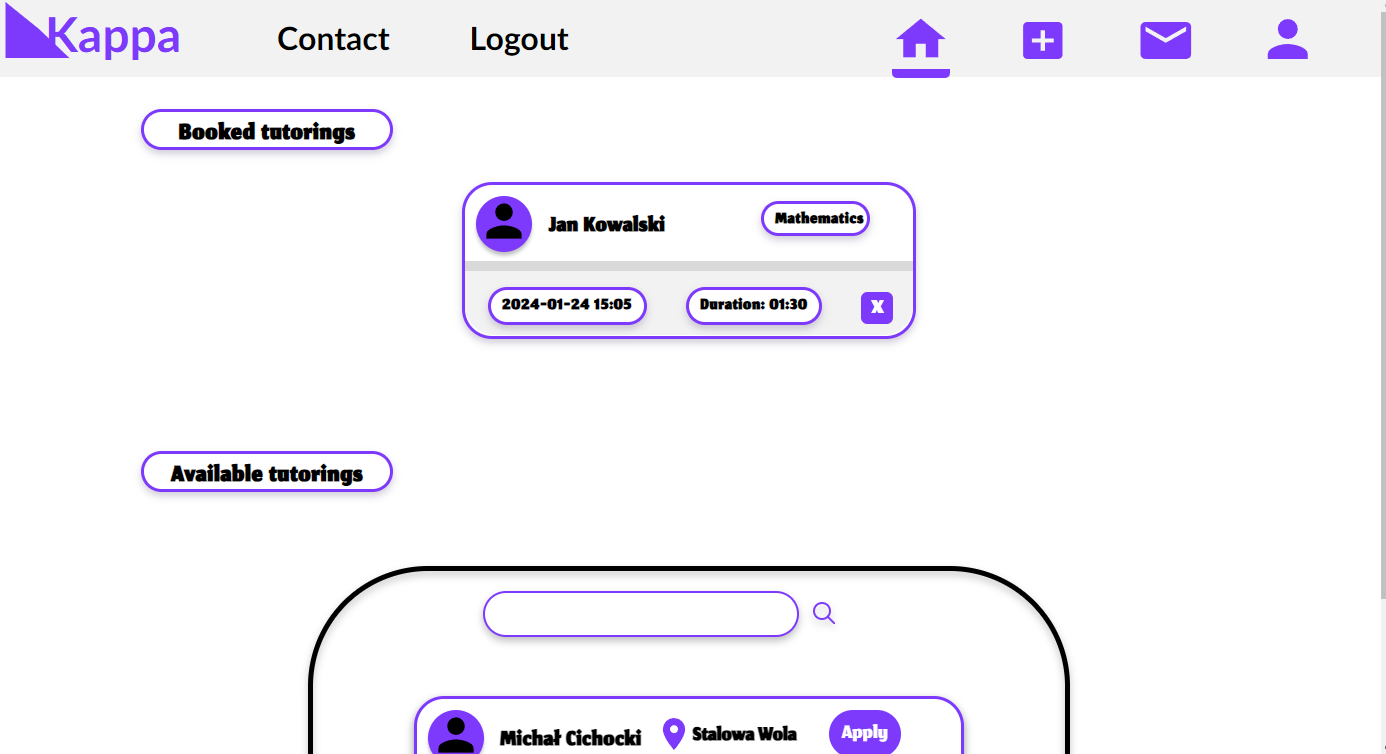 Kappa Contact Logout
Booked tutorings
Jan Kowalski Mathematics
2024-01-24 15:05 Duration: 01:30 X
Available tutorings
Michał Cichocki Stalowa Wola Apply